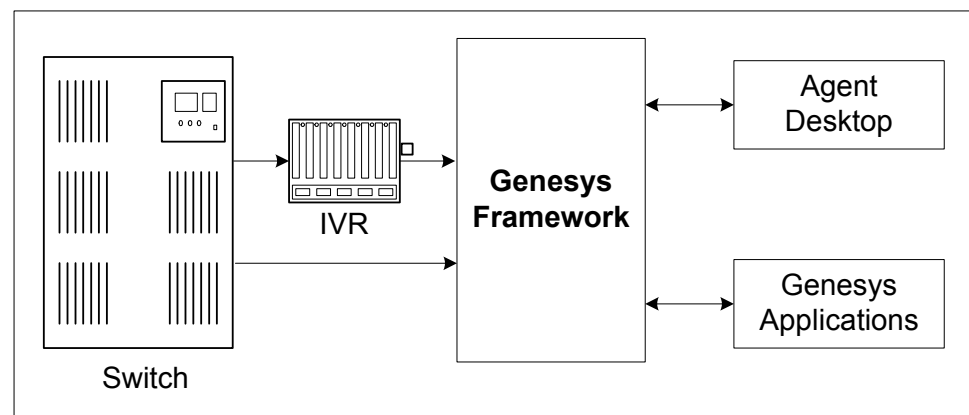 Agent
Desktop
Genesys
Framework
IVR
Genesys
Applications
Switch